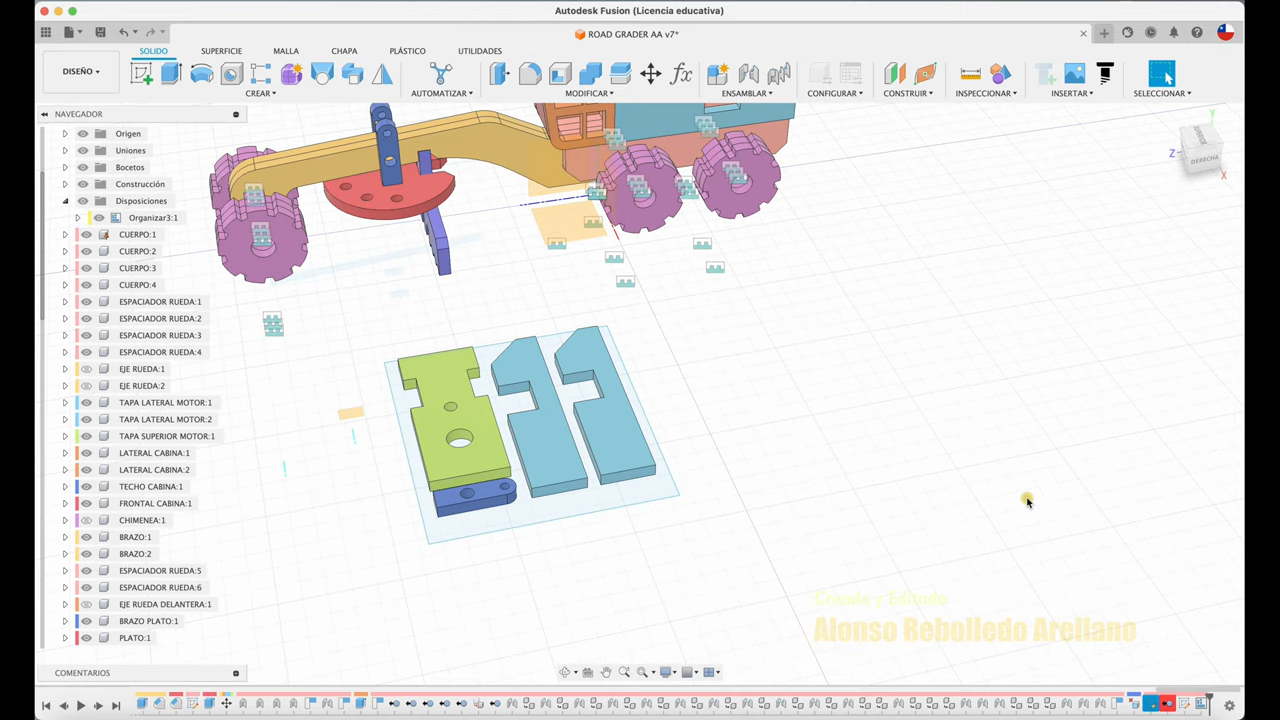 Autodesk Fusion (Licencia educativa)
ROAD GRADER AA v7*
SOLIDO SUPERFICIE MALLA CHAPA PLÁSTICO UTILIDADES
DISEÑO
CREAR AUTOMATIZAR MODIFICAR ENSAMBLAR CONFIGURAR CONSTRUIR INSPECCIONAR INSERTAR SELECCIONAR
NAVEGADOR
Origen
Uniones
Bocetos
Construcción
Disposiciones
Organizar3:1
CUERPO:1
CUERPO:2
CUERPO:3
CUERPO:4
ESPACIADOR RUEDA:1
ESPACIADOR RUEDA:2
ESPACIADOR RUEDA:3
ESPACIADOR RUEDA:4
EJE RUEDA:1
EJE RUEDA:2
TAPA LATERAL MOTOR:1
TAPA LATERAL MOTOR:2
TAPA SUPERIOR MOTOR:1
LATERAL CABINA:1
LATERAL CABINA:2
TECHO CABINA:1
FRONTAL CABINA:1
CHIMENEA:1
BRAZO:1
BRAZO:2
ESPACIADOR RUEDA:5
ESPACIADOR RUEDA:6
EJE RUEDA DELANTERA:1
BRAZO PLATO:1
PLATO:1
COMENTARIOS
Y
Z
X
DERECHA
Creado y Editado
Alonso Rebolledo Arellano